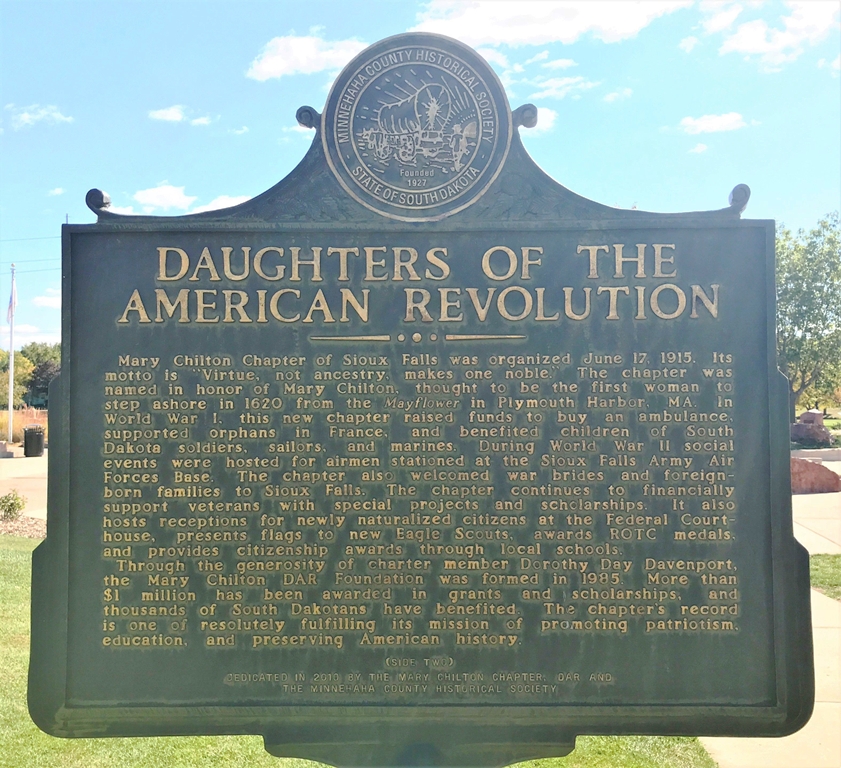 MINNEHAHA COUNTY HISTORICAL SOCIETY
Founded
1927
STATE OF SOUTH DAKOTA
DAUGHTERS OF THE
AMERICAN REVOLUTION
Mary Chilton Chapter of Sioux Falls was organized June 17, 1915. Its
motto is "Virtue, not ancestry, makes one noble." The chapter was
named in honor of Mary Chilton, thought to be the first woman to
step ashore in 1620 from the Mayflower in Plymouth Harbor, MA. In
World War I, this new chapter raised funds to buy an ambulance,
supported orphans in France, and benefited children of South
Dakota soldiers, sailors, and marines. During World War II social
events were hosted for airmen stationed at the Sioux Falls Army Air
Forces Base. The chapter also welcomed war brides and foreign-
born families to Sioux Falls. The chapter continues to financially
support veterans with special projects and scholarships. It also
hosts receptions for newly naturalized citizens at the Federal Court-
house, presents flags to new Eagle Scouts, awards ROTC medals,
and provides citizenship awards through local schools.
Through the generosity of charter member Dorothy Day Davenport,
the Mary Chilton DAR Foundation was formed in 1985. More than
$1 million has been awarded in grants and scholarships, and
thousands of South Dakotans have benefited. The chapter's record
is one of resolutely fulfilling its mission of promoting patriotism,
education, and preserving American history.
(SIDE TWO)
DEDICATED IN 2010 BY THE MARY CHILTON CHAPTER, DAR AND
THE MINNEHAHA COUNTY HISTORICAL SOCIETY